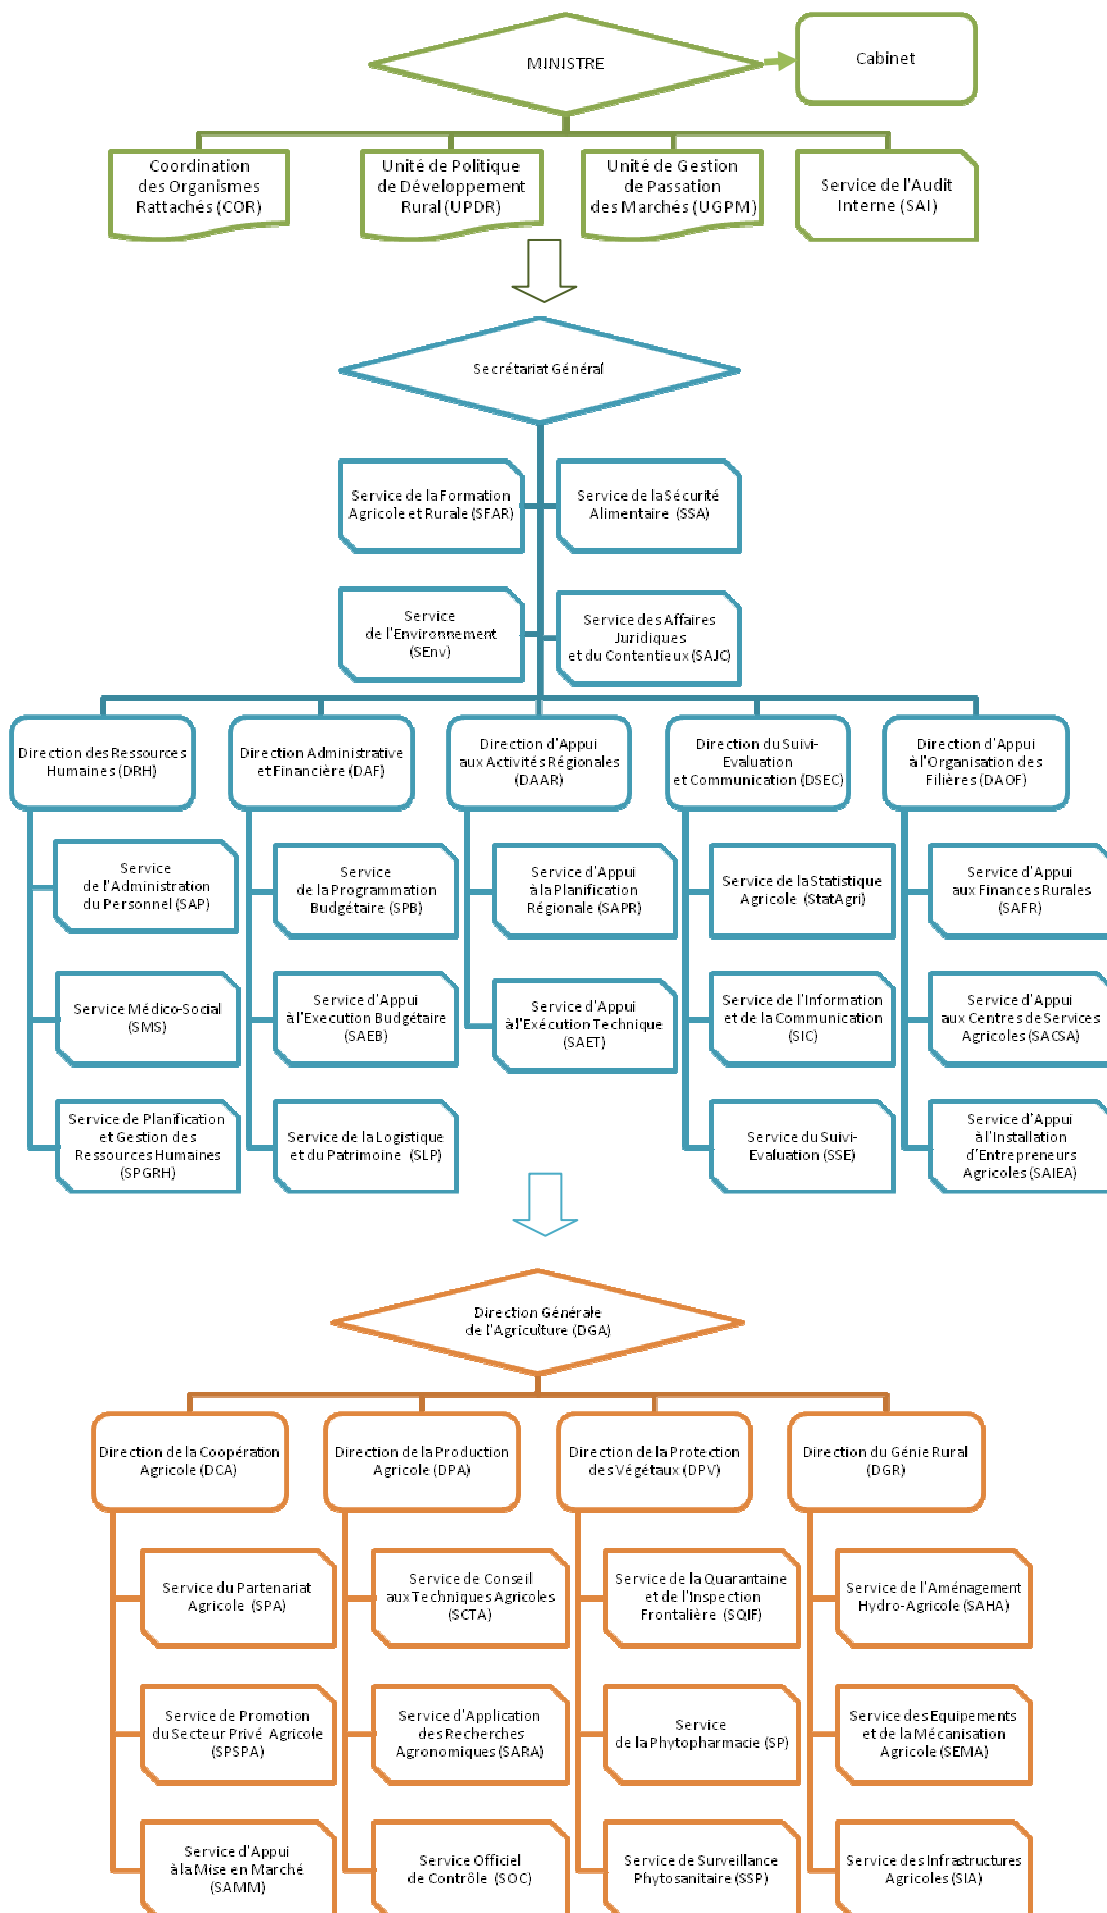 MINISTRE
Cabinet
Coordination
des Organismes
Rattachés (COR)
Unité de Politique
de Développement
Rural (UPDR)
Unité de Gestion
de Passation
des Marchés (UGPM)
Service de l'Audit
Interne (SAI)
Secrétariat Général
Service de la Formation
Agricole et Rurale (SFAR)
Service de la Sécurité
Alimentaire (SSA)
Service
de l'Environnement
(SEnv)
Service des Affaires
Juridiques
et du Contentieux (SAJC)
Direction des Ressources
Humaines (DRH)
Direction Administrative
et Financière (DAF)
Direction d'Appui
aux Activités Régionales
(DAAR)
Direction du Suivi-
Evaluation
et Communication (DSEC)
Direction d'Appui
à l'Organisation des
Filières (DAOF)
Service
de l'Administration
du Personnel (SAP)
Service
de la Programmation
Budgétaire (SPB)
Service d'Appui
à la Planification
Régionale (SAPR)
Service de la Statistique
Agricole (StatAgri)
Service d'Appui
aux Finances Rurales
(SAFR)
Service Médico-Social
(SMS)
Service d'Appui
à l'Execution Budgétaire
(SAEB)
Service d'Appui
à l'Exécution Technique
(SAET)
Service de l'Information
et de la Communication
(SIC)
Service d'Appui
aux Centres de Services
Agricoles (SACSA)
Service de Planification
et Gestion des
Ressources Humaines
(SPGRH)
Service de la Logistique
et du Patrimoine (SLP)
Service du Suivi-
Evaluation (SSE)
Service d'Appui
à l'Installation
d'Entrepreneurs
Agricoles (SAIEA)
Direction Générale
de l'Agriculture (DGA)
Direction de la Coopération
Agricole (DCA)
Direction de la Production
Agricole (DPA)
Direction de la Protection
des Végétaux (DPV)
Direction du Génie Rural
(DGR)
Service du Partenariat
Agricole (SPA)
Service de Conseil
aux Techniques Agricoles
(SCTA)
Service de la Quarantaine
et de l'Inspection
Frontalière (SQIF)
Service de l'Aménagement
Hydro-Agricole (SAHA)
Service de Promotion
du Secteur Privé Agricole
(SPSPA)
Service d'Application
des Recherches
Agronomiques (SARA)
Service
de la Phytopharmacie (SP)
Service des Equipements
et de la Mécanisation
Agricole (SEMA)
Service d'Appui
à la Mise en Marché
(SAMM)
Service Officiel
de Contrôle (SOC)
Service de Surveillance
Phytosanitaire (SSP)
Service des Infrastructures
Agricoles (SIA)